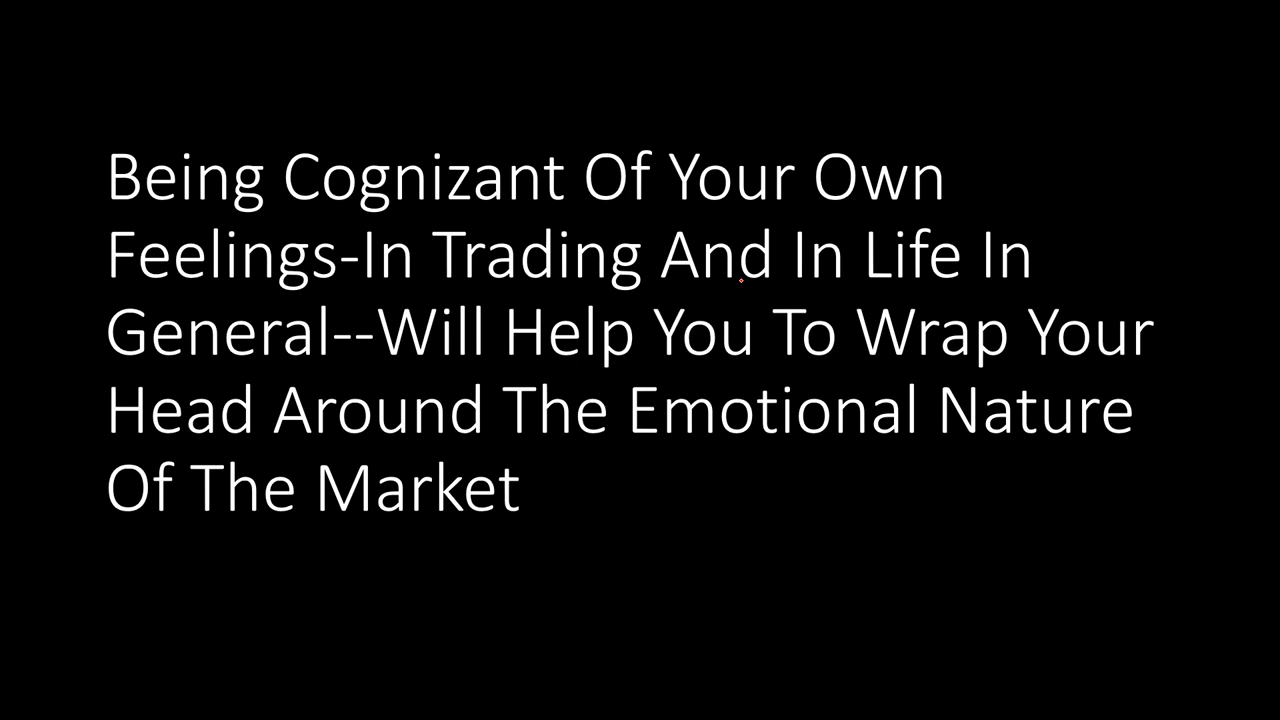 Being Cognizant Of Your Own
Feelings-In Trading And In Life In
General--Will Help You To Wrap Your
Head Around The Emotional Nature
Of The Market